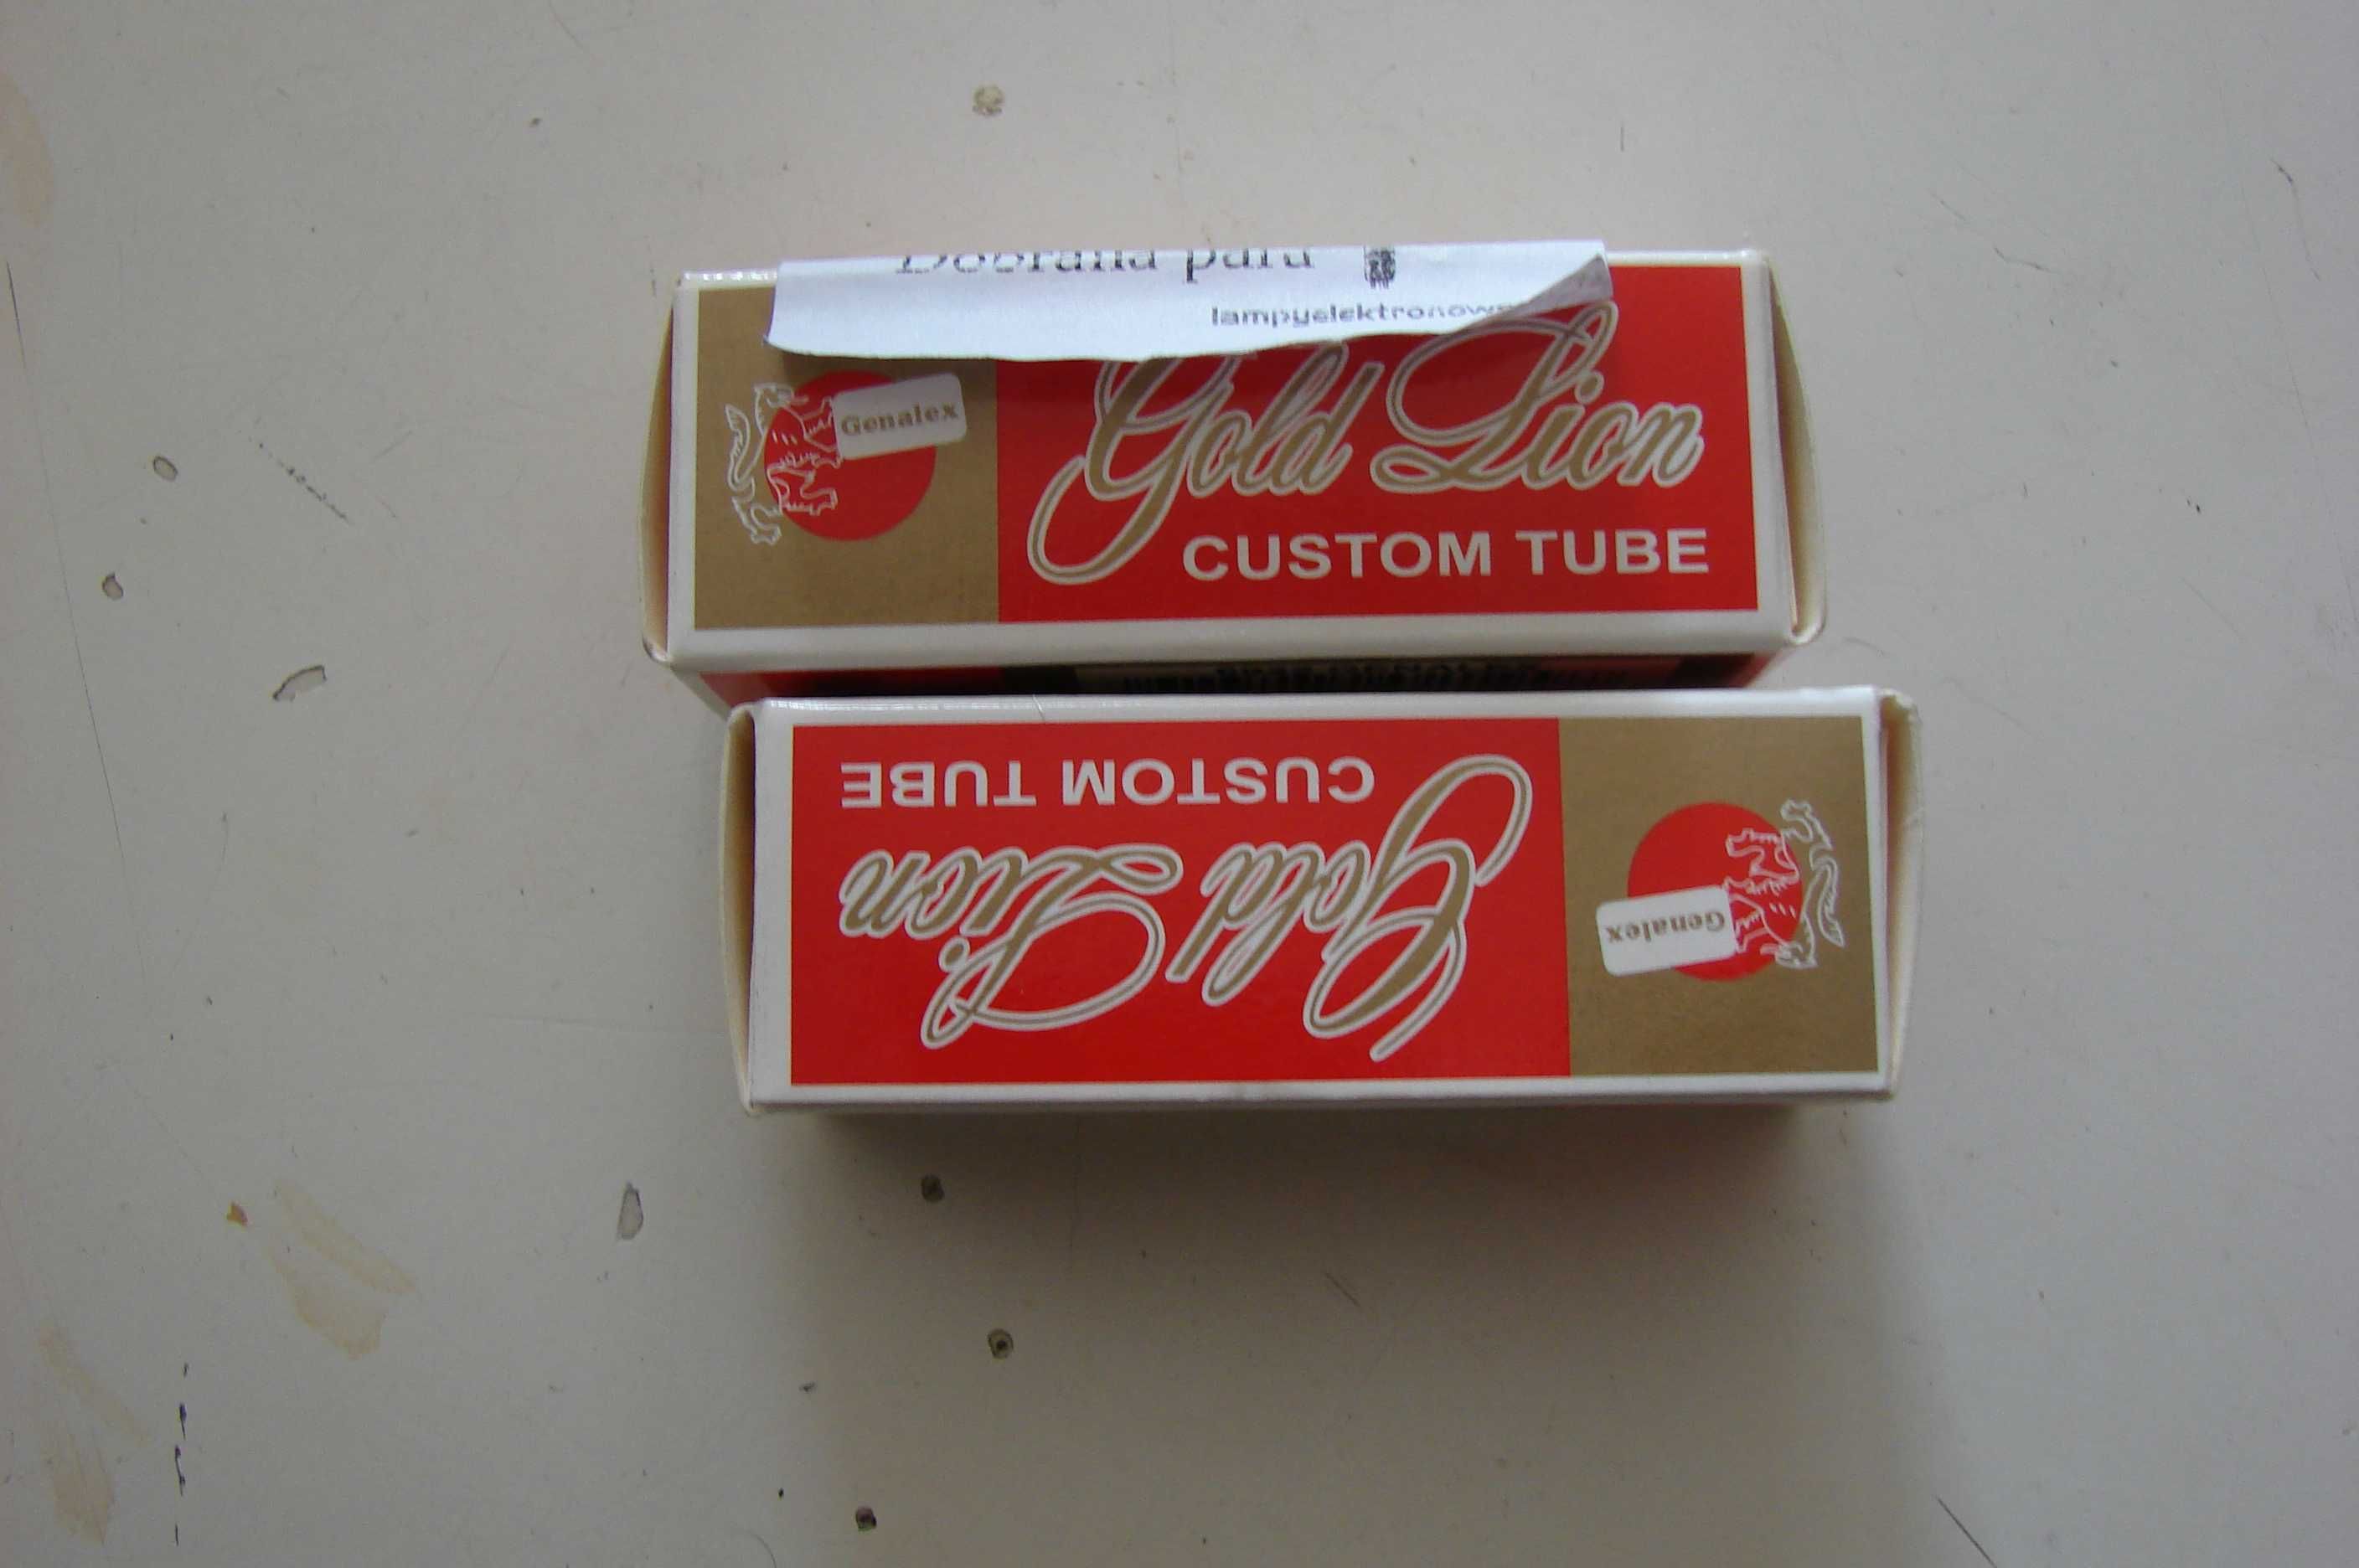 Dobrana para
lampyelektronowe
Genalex
Gold Lion
CUSTOM TUBE
Gold Lion
CUSTOM TUBE
Genalex